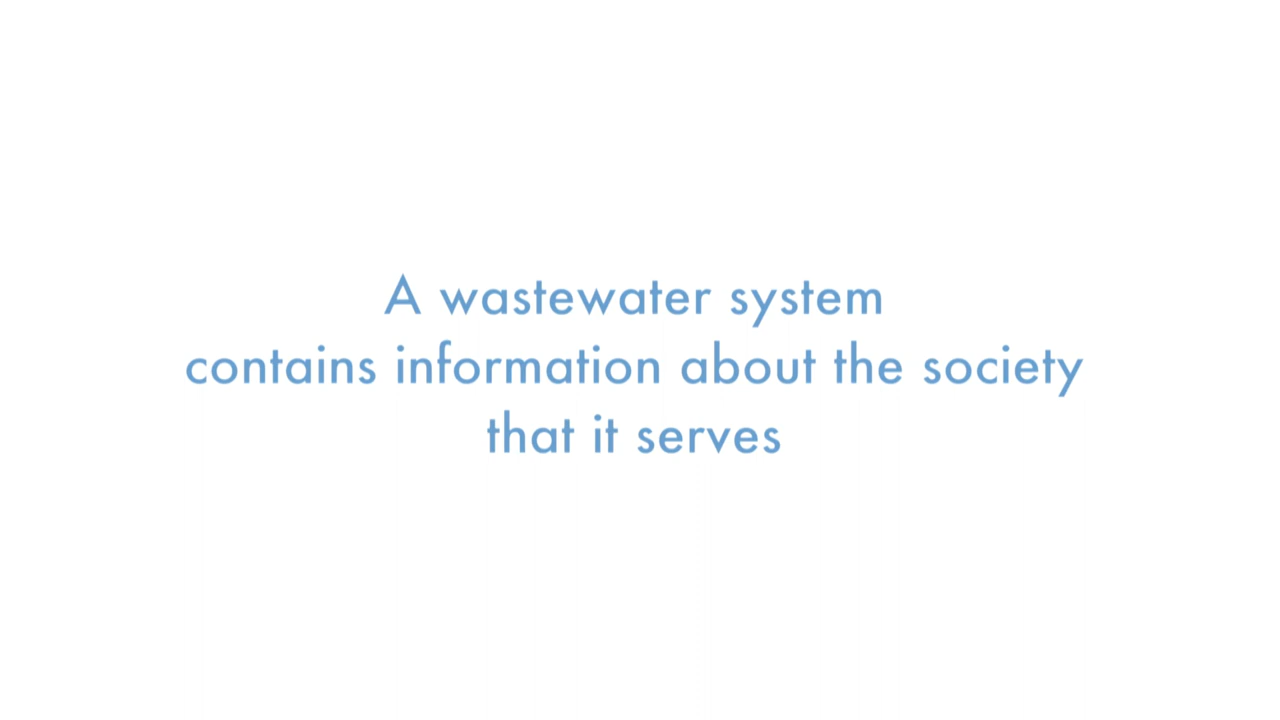 A wastewater system
contains information about the society
that it serves